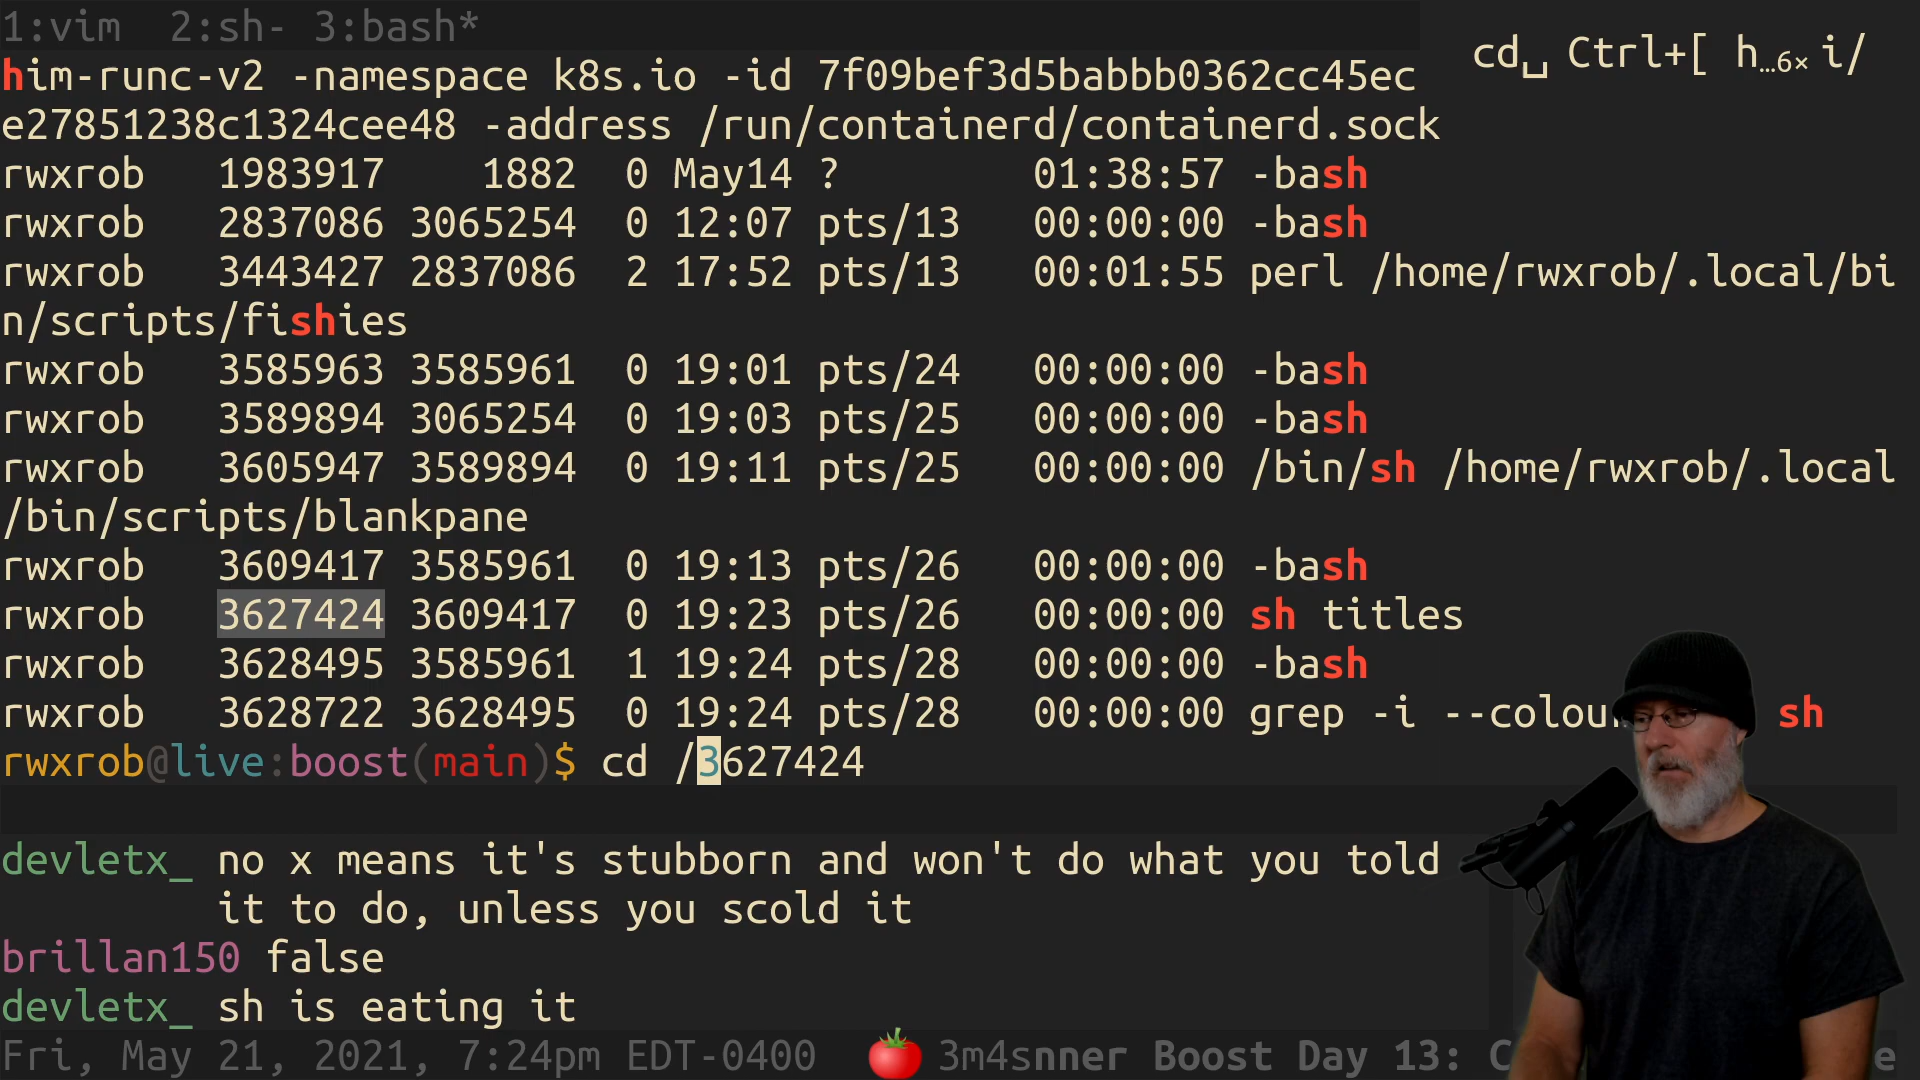 1:vim  2:sh- 3:bash*
cd␣ Ctrl+[ h…6× i/
him-runc-v2 -namespace k8s.io -id 7f09bef3d5babbb0362cc45ec
e27851238c1324cee48 -address /run/containerd/containerd.sock
rwxrob   1983917    1882  0 May14 ?        01:38:57 -bash
rwxrob   2837086 3065254  0 12:07 pts/13   00:00:00 -bash
rwxrob   3443427 2837086  2 17:52 pts/13   00:01:55 perl /home/rwxrob/.local/bi
n/scripts/fishies
rwxrob   3585963 3585961  0 19:01 pts/24   00:00:00 -bash
rwxrob   3589894 3065254  0 19:03 pts/25   00:00:00 -bash
rwxrob   3605947 3589894  0 19:11 pts/25   00:00:00 /bin/sh /home/rwxrob/.local
/bin/scripts/blankpane
rwxrob   3609417 3585961  0 19:13 pts/26   00:00:00 -bash
rwxrob   3627424 3609417  0 19:23 pts/26   00:00:00 sh titles
rwxrob   3628495 3585961  1 19:24 pts/28   00:00:00 -bash
rwxrob   3628722 3628495  0 19:24 pts/28   00:00:00 grep -i --colou sh
rwxrob@live:boost(main)$ cd /3627424
devletx_ no x means it's stubborn and won't do what you told
it to do, unless you scold it
brillan150 false
devletx_ sh is eating it
Fri, May 21, 2021, 7:24pm EDT-0400   🍅 3m4snner Boost Day 13: C e